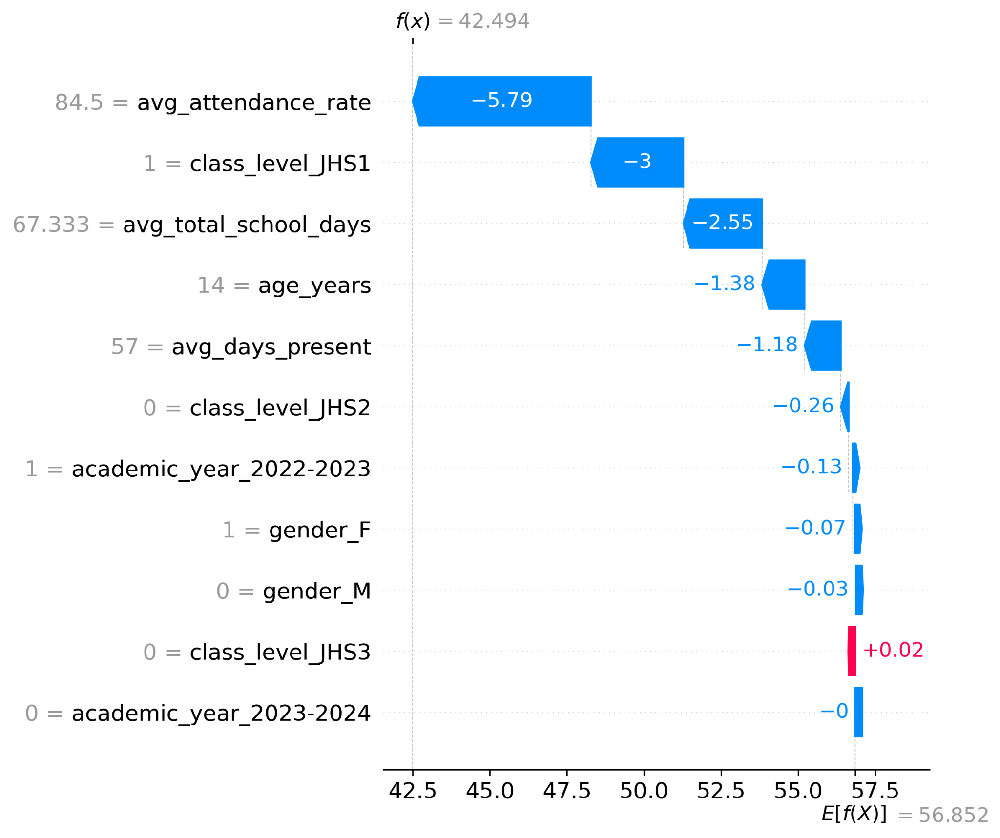 f(x) = 42.494
84.5 = avg_attendance_rate −5.79
1 = class_level_JHS1 −3
67.333 = avg_total_school_days −2.55
14 = age_years −1.38
57 = avg_days_present −1.18
0 = class_level_JHS2 −0.26
1 = academic_year_2022-2023 −0.13
1 = gender_F −0.07
0 = gender_M −0.03
0 = class_level_JHS3 +0.02
0 = academic_year_2023-2024 −0
42.5 45.0 47.5 50.0 52.5 55.0 57.5
E[f(X)] = 56.852